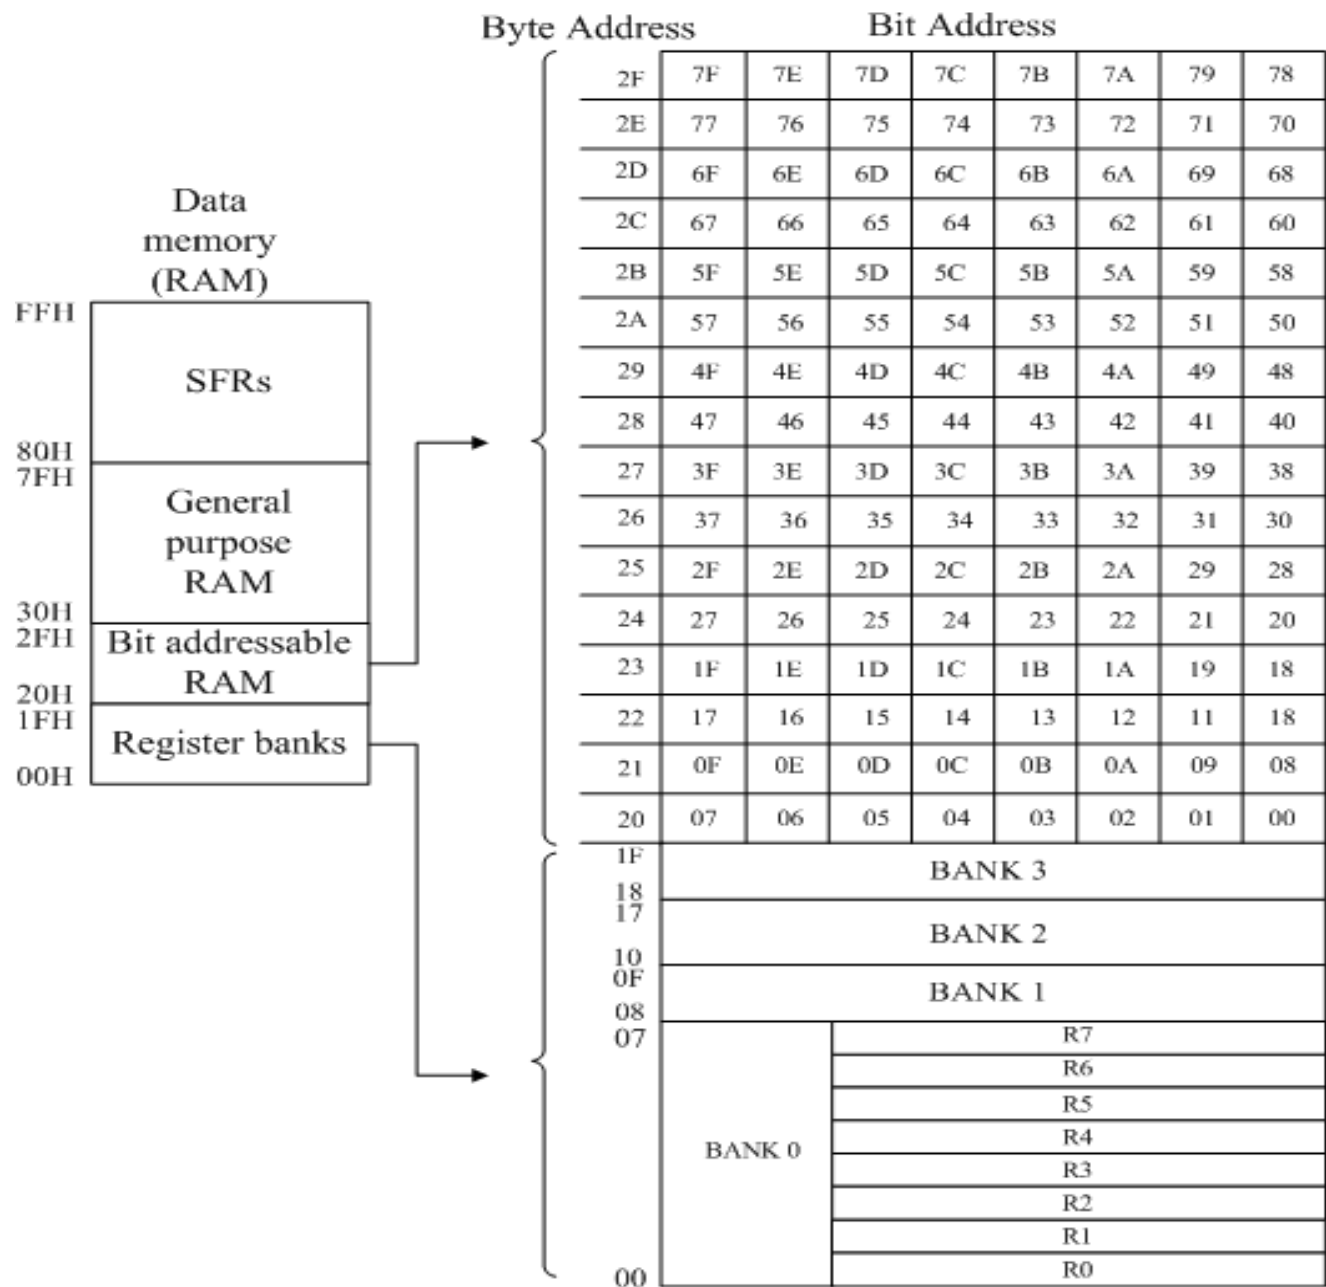 Byte Address Bit Address
2F 7F 7E 7D 7C 7B 7A 79 78
2E 77 76 75 74 73 72 71 70
2D 6F 6E 6D 6C 6B 6A 69 68
2C 67 66 65 64 63 62 61 60
2B 5F 5E 5D 5C 5B 5A 59 58
2A 57 56 55 54 53 52 51 50
29 4F 4E 4D 4C 4B 4A 49 48
28 47 46 45 44 43 42 41 40
27 3F 3E 3D 3C 3B 3A 39 38
26 37 36 35 34 33 32 31 30
25 2F 2E 2D 2C 2B 2A 29 28
24 27 26 25 24 23 22 21 20
23 1F 1E 1D 1C 1B 1A 19 18
22 17 16 15 14 13 12 11 18
21 0F 0E 0D 0C 0B 0A 09 08
20 07 06 05 04 03 02 01 00
1F
BANK 3
18
17
BANK 2
10
0F
BANK 1
08
07
R7
R6
R5
R4
BANK 0
R3
R2
R1
R0
00
Data
memory
(RAM)
FFH
SFRs
80H
7FH
General
purpose
RAM
30H
2FH
Bit addressable
RAM
20H
1FH
Register banks
00H